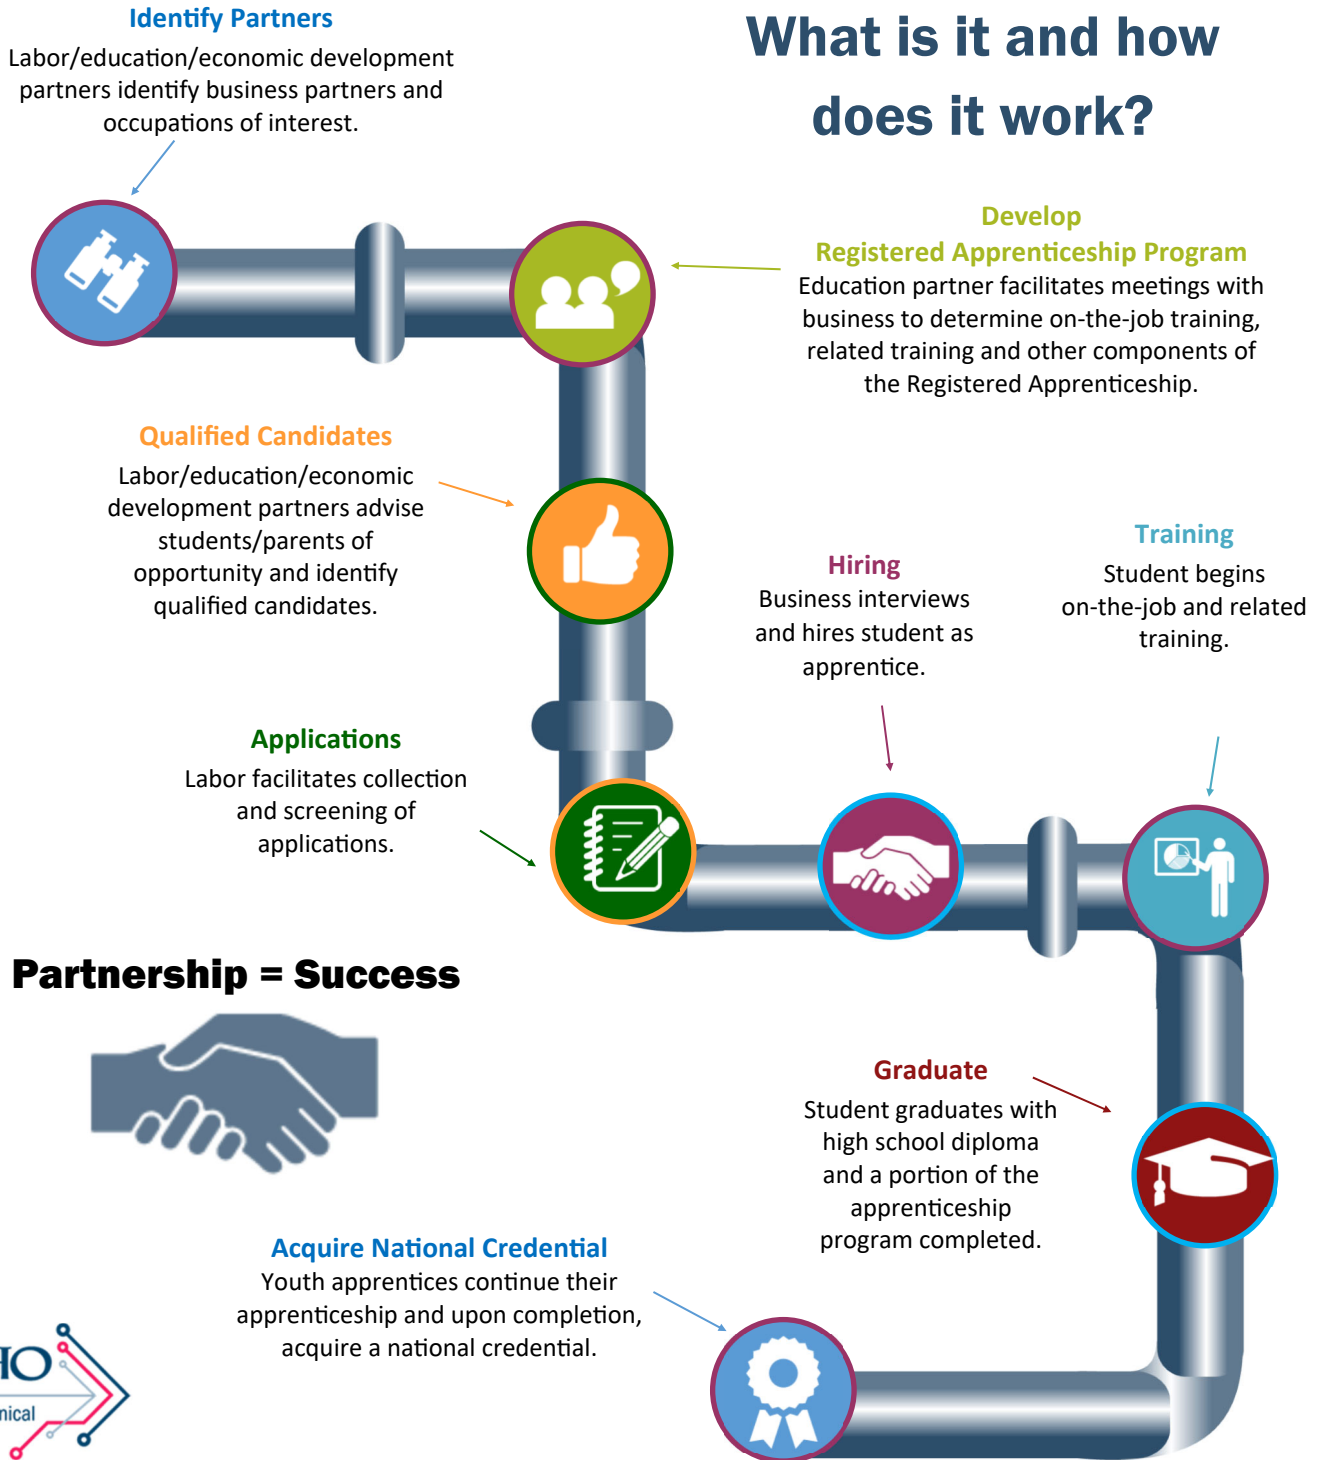 Identify Partners
Labor/education/economic development
partners identify business partners and
occupations of interest.
What is it and how
does it work?
Develop
Registered Apprenticeship Program
Education partner facilitates meetings with
business to determine on-the-job training,
related training and other components of
the Registered Apprenticeship.
Qualified Candidates
Labor/education/economic
development partners advise
students/parents of
opportunity and identify
qualified candidates.
Hiring
Business interviews
and hires student as
apprentice.
Training
Student begins
on-the-job and related
training.
Applications
Labor facilitates collection
and screening of
applications.
Partnership = Success
Graduate
Student graduates with
high school diploma
and a portion of the
apprenticeship
program completed.
Acquire National Credential
Youth apprentices continue their
apprenticeship and upon completion,
acquire a national credential.